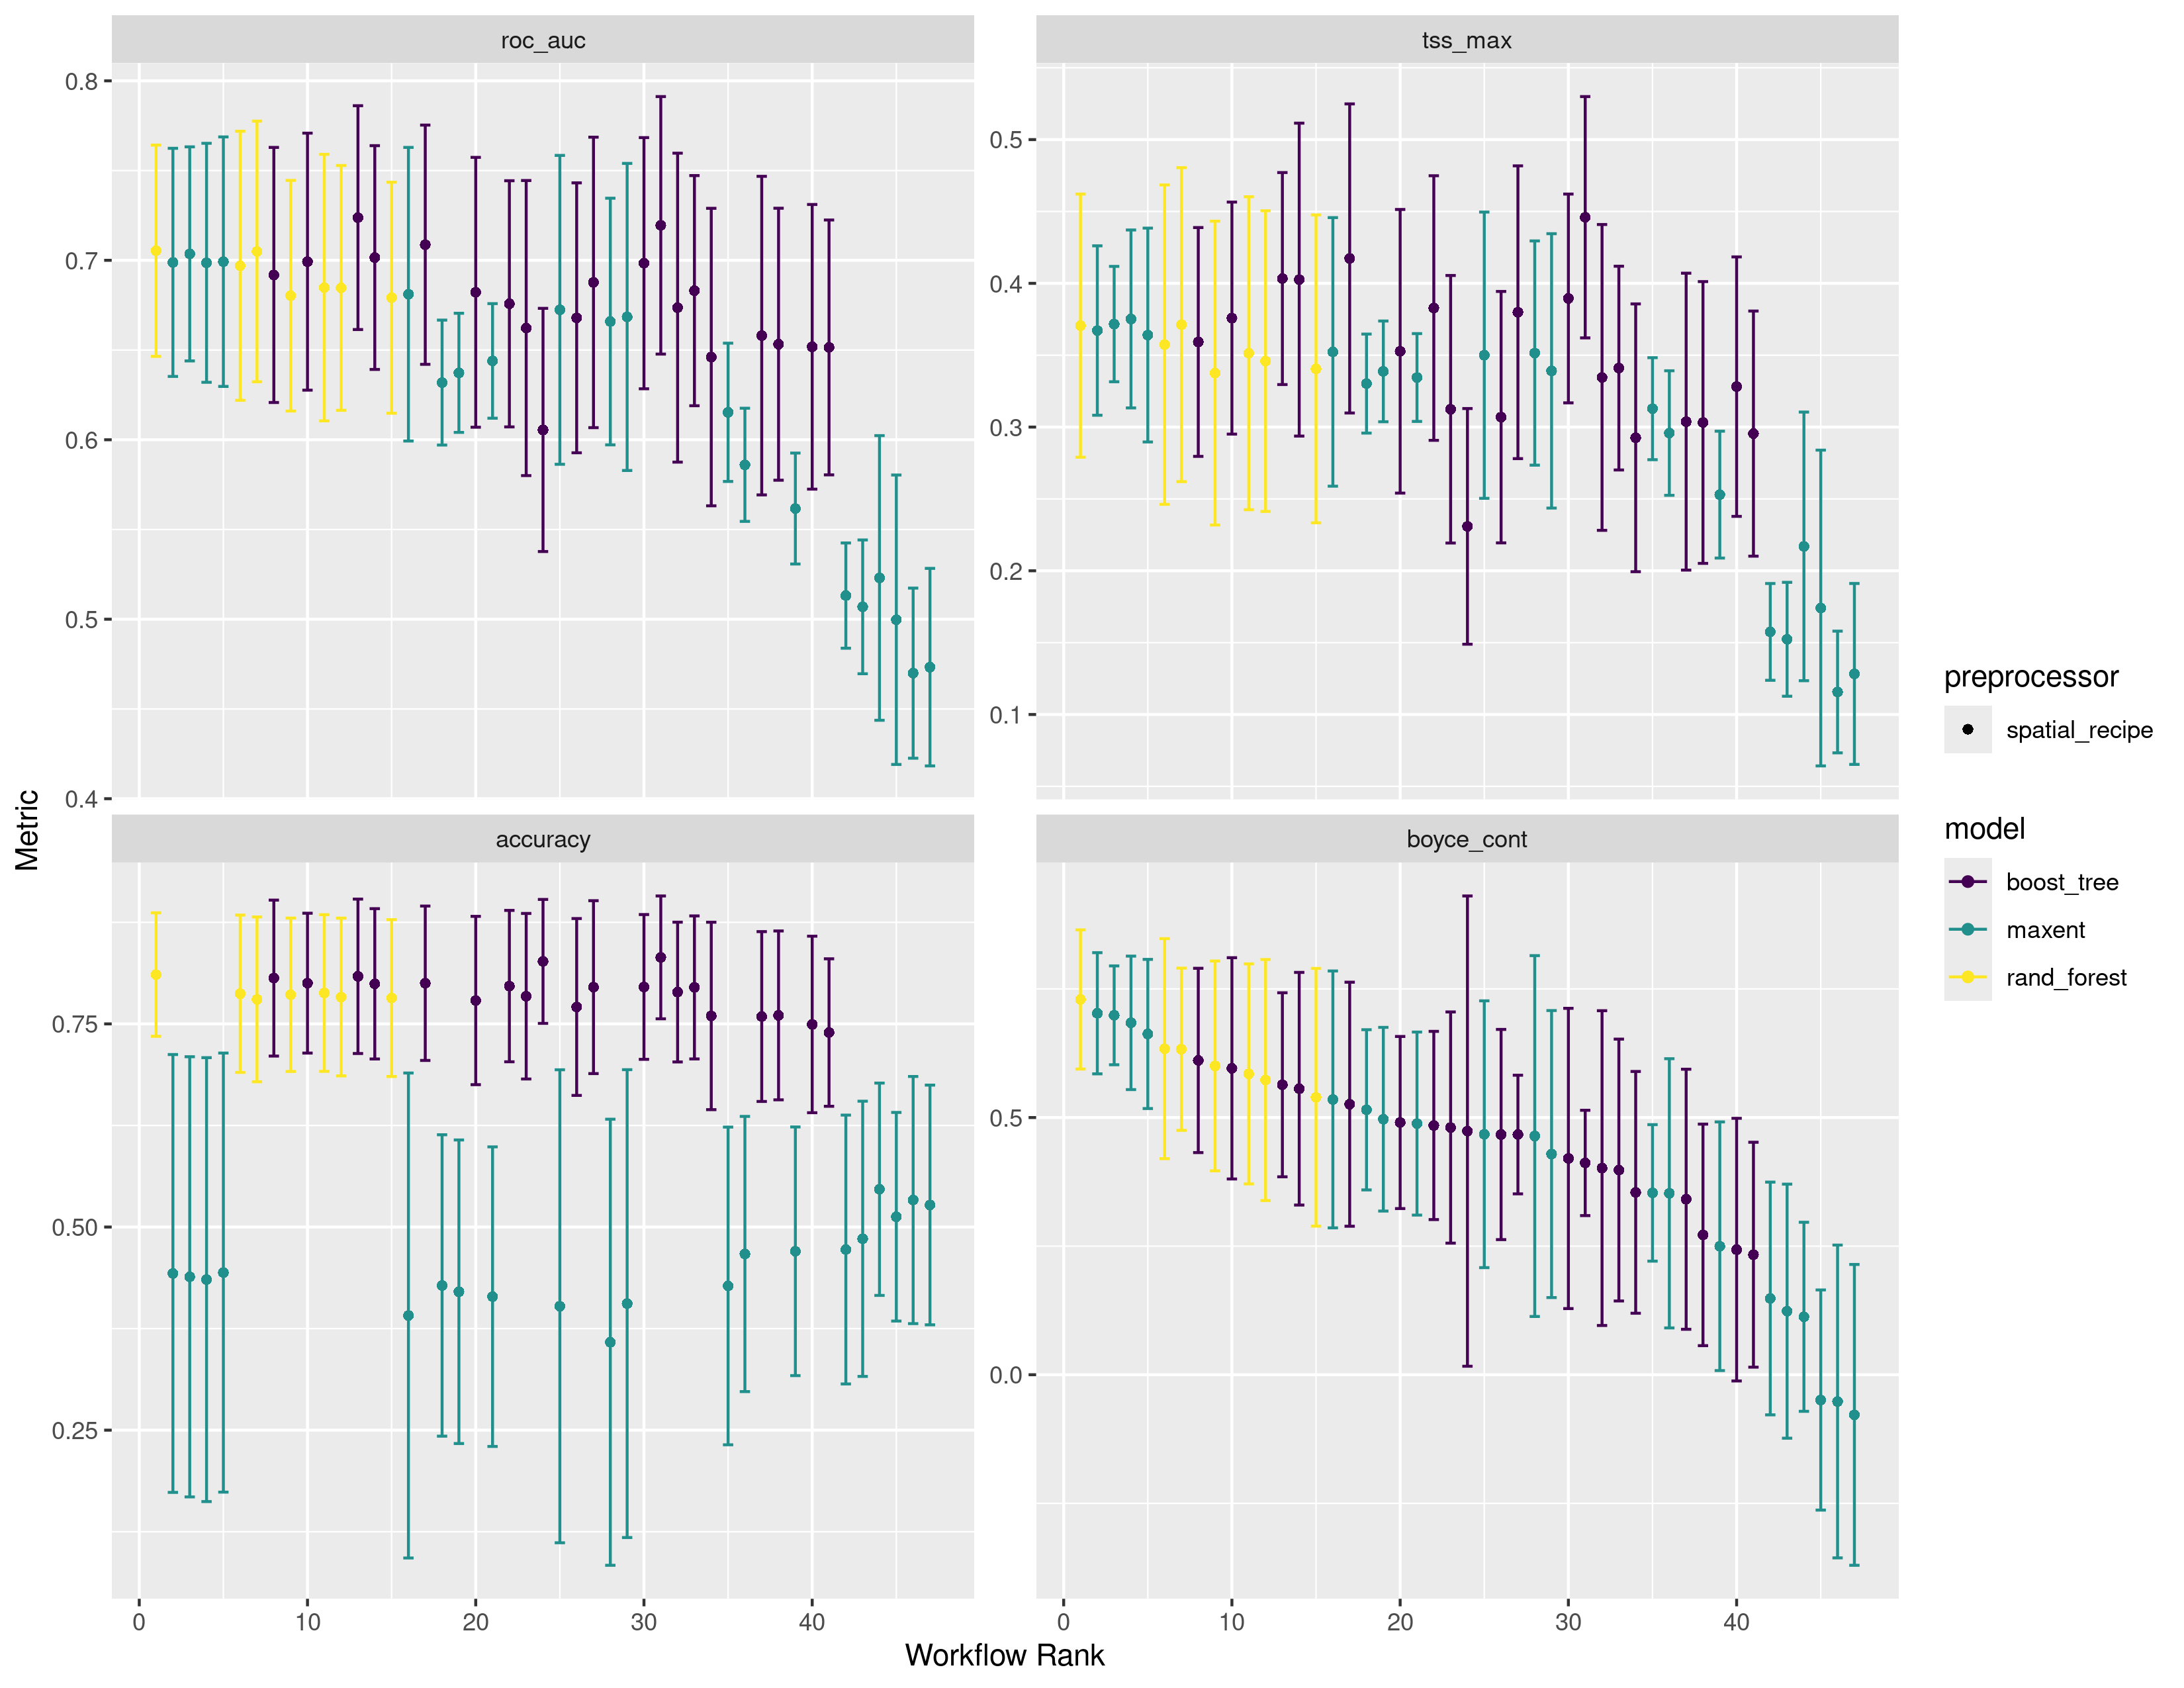 roc_auc
tss_max
0.8
0.7
0.6
0.5
0.4
0.5
0.4
0.3
0.2
0.1
accuracy
boyce_cont
0.75
0.50
0.25
0.5
0.0
0 10 20 30 40
0 10 20 30 40
Metric
Workflow Rank
preprocessor
spatial_recipe
model
boost_tree
maxent
rand_forest